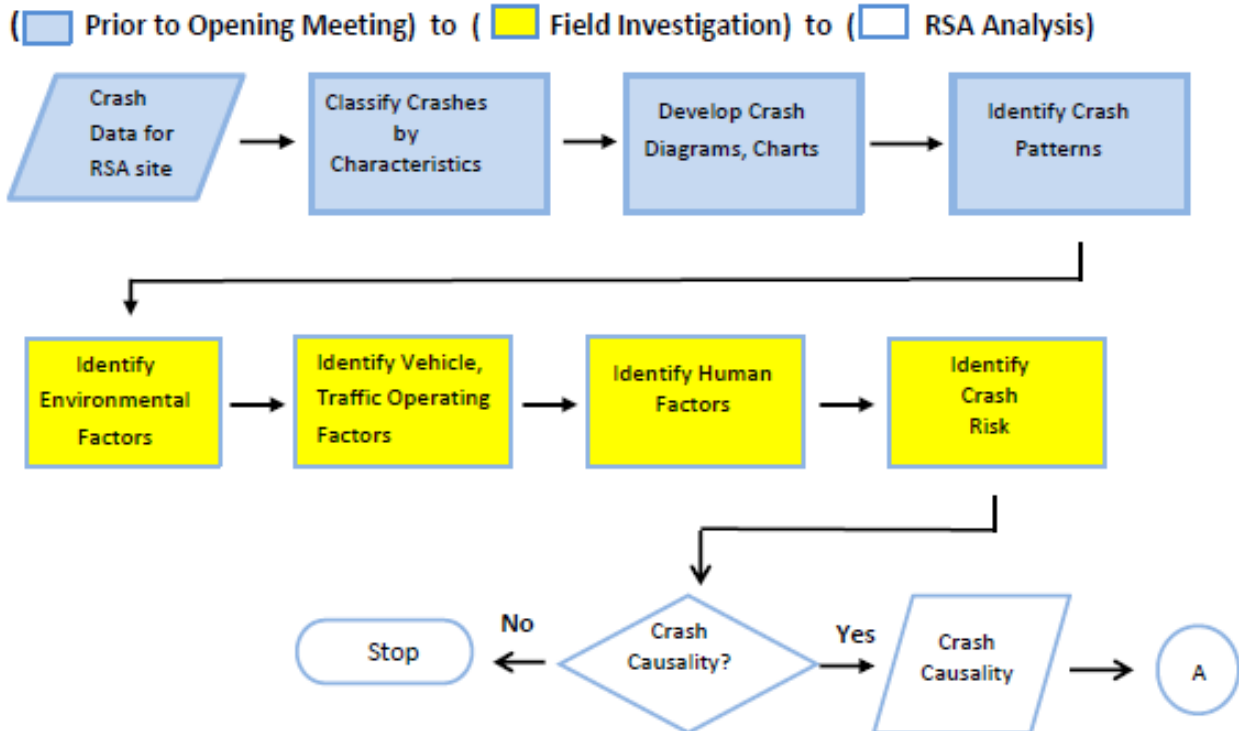 ( Prior to Opening Meeting) to ( Field Investigation) to ( RSA Analysis)
Crash
Data for
RSA site
Classify Crashes
by
Characteristics
Develop Crash
Diagrams, Charts
Identify Crash
Patterns
Identify
Environmental
Factors
Identify Vehicle,
Traffic Operating
Factors
Identify Human
Factors
Identify
Crash
Risk
Stop
No
Crash
Causality?
Yes
Crash
Causality
A